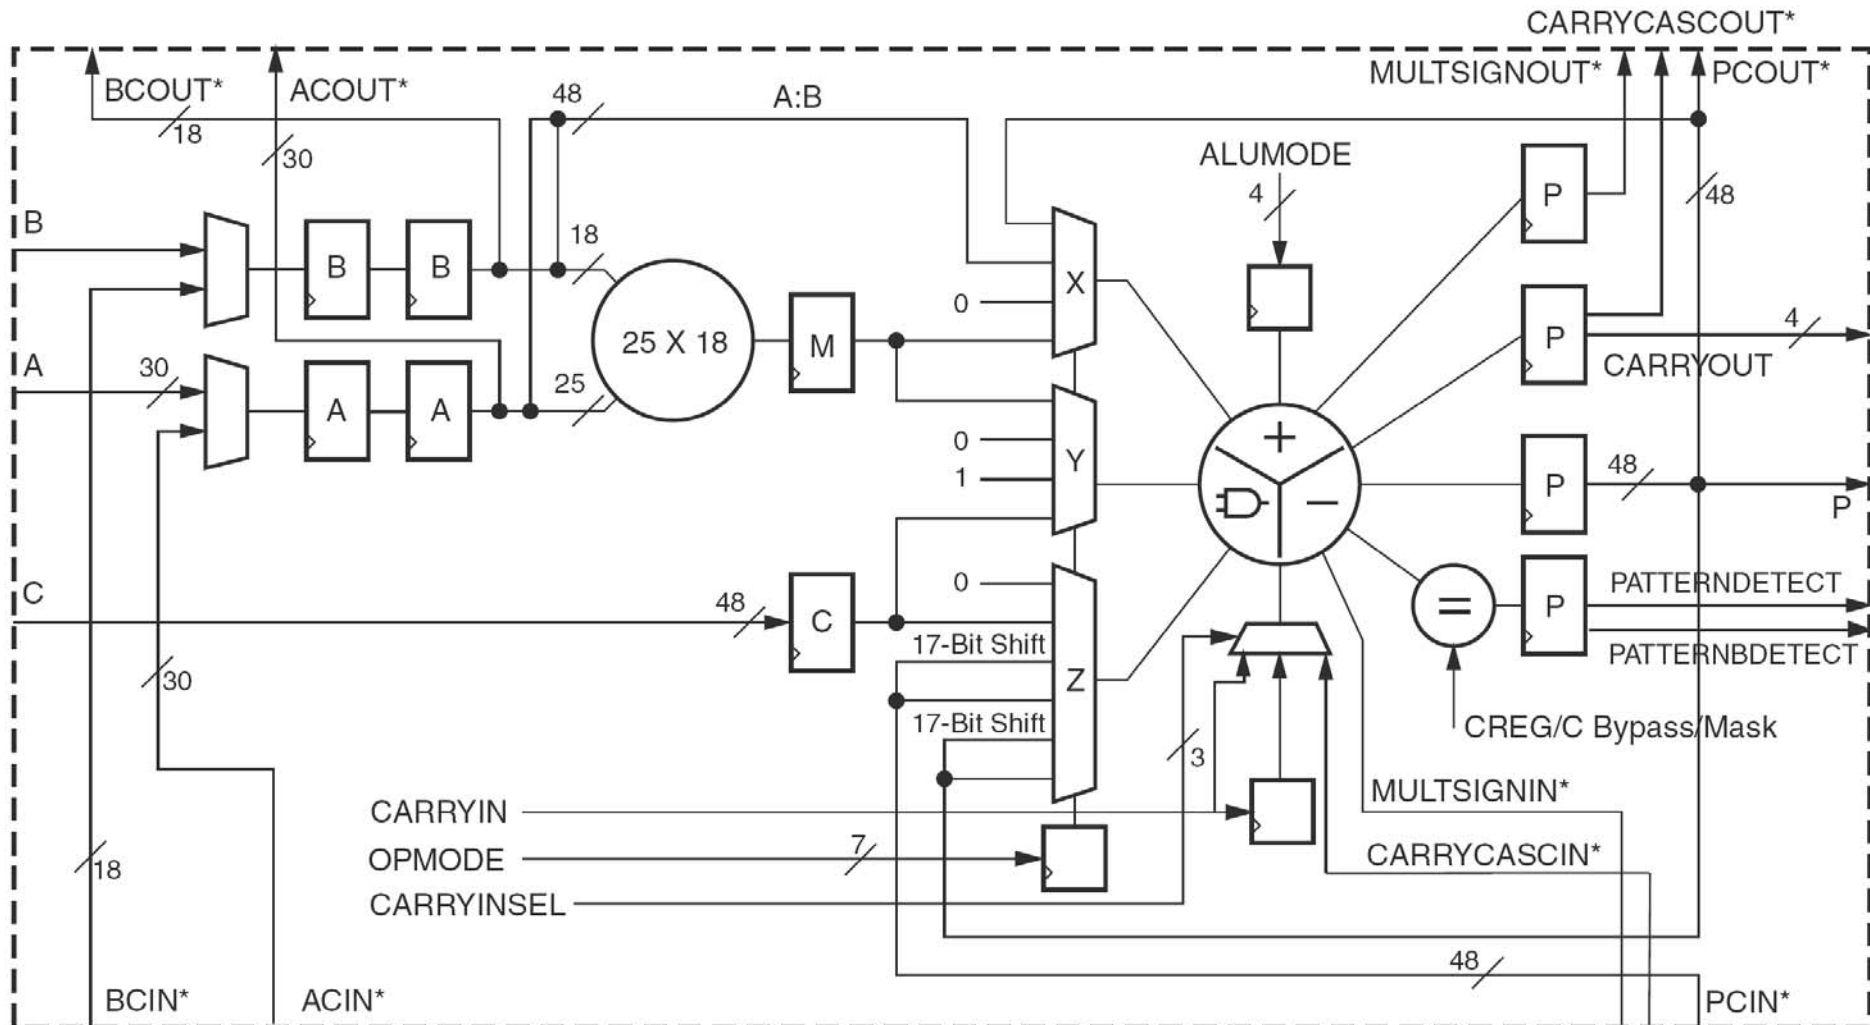 CARRYCASCOUT*
BCOUT*
ACOUT*
48
A:B
MULTSIGNOUT*
PCOUT*
18
30
ALUMODE
4
48
B
18
B
B
P
X
0
A
30
25 X 18
M
25
A
A
P
4
CARRYOUT
0
Y
1
+
−
P
48
P
C
48
C
0
17-Bit Shift
Z
17-Bit Shift
=
P
PATTERNDETECT
PATTERNBDETECT
30
CREG/C Bypass/Mask
3
CARRYIN
MULTSIGNIN*
OPMODE
7
CARRYCASCIN*
18
CARRYINSEL
48
BCIN*
ACIN*
PCIN*